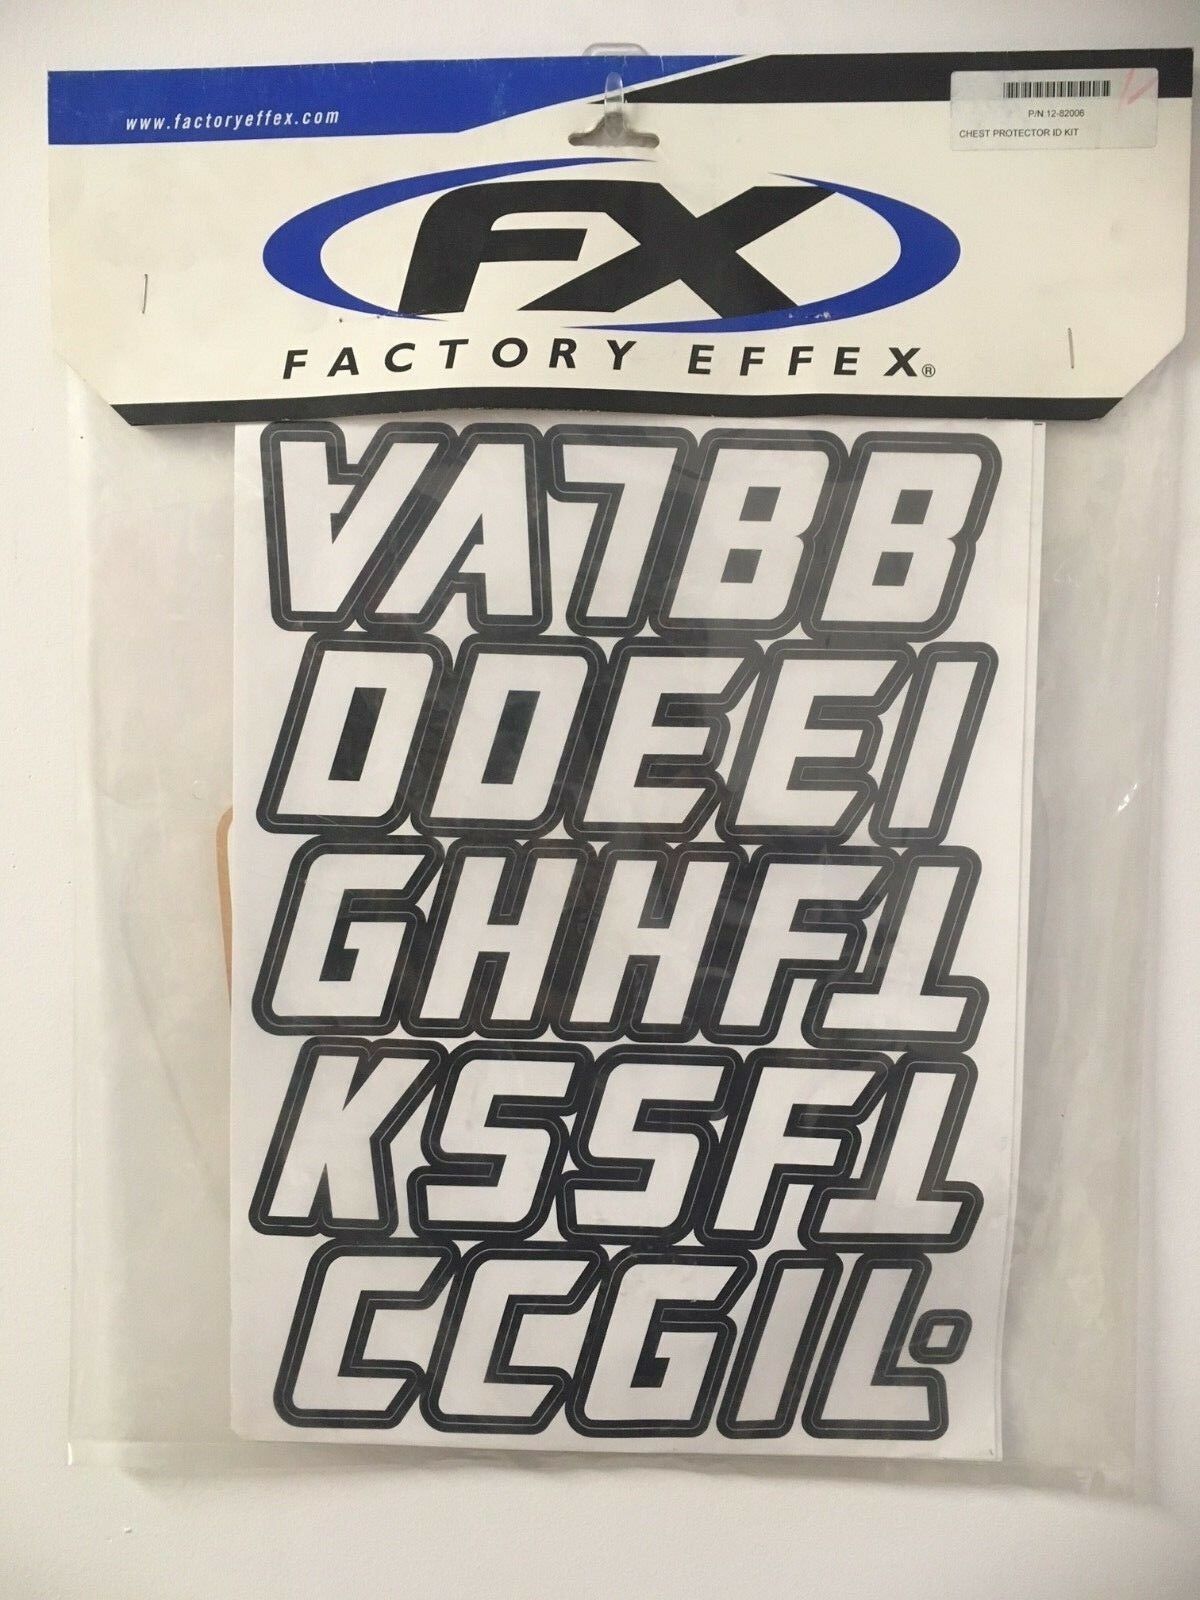 www.factoryeffex.com
P/N:12-82006
CHEST PROTECTOR ID KIT
FX
FACTORY EFFEX®
VA7BB
DDEEI
GHHFT
KSSFT
CCGIL